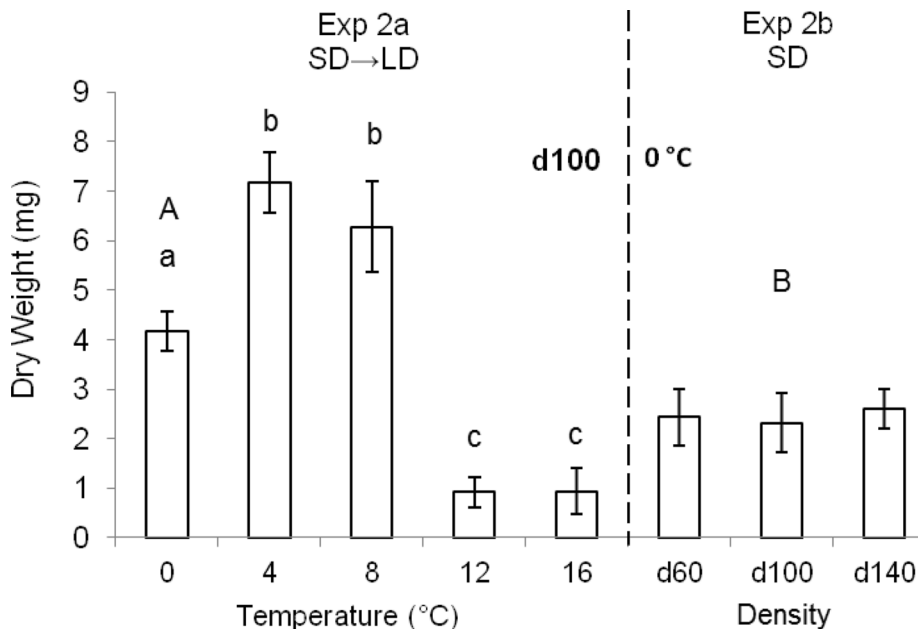 Exp 2a
SD→LD
Exp 2b
SD
Dry Weight (mg)
9
8
7
6
5
4
3
2
1
0
A
a
b
b
c
c
d100
0 °C
B
0 4 8 12 16 d60 d100 d140
Temperature (°C) Density